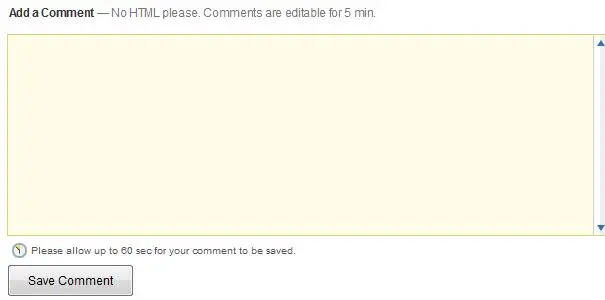 Add a Comment — No HTML please. Comments are editable for 5 min.
Please allow up to 60 sec for your comment to be saved.
Save Comment